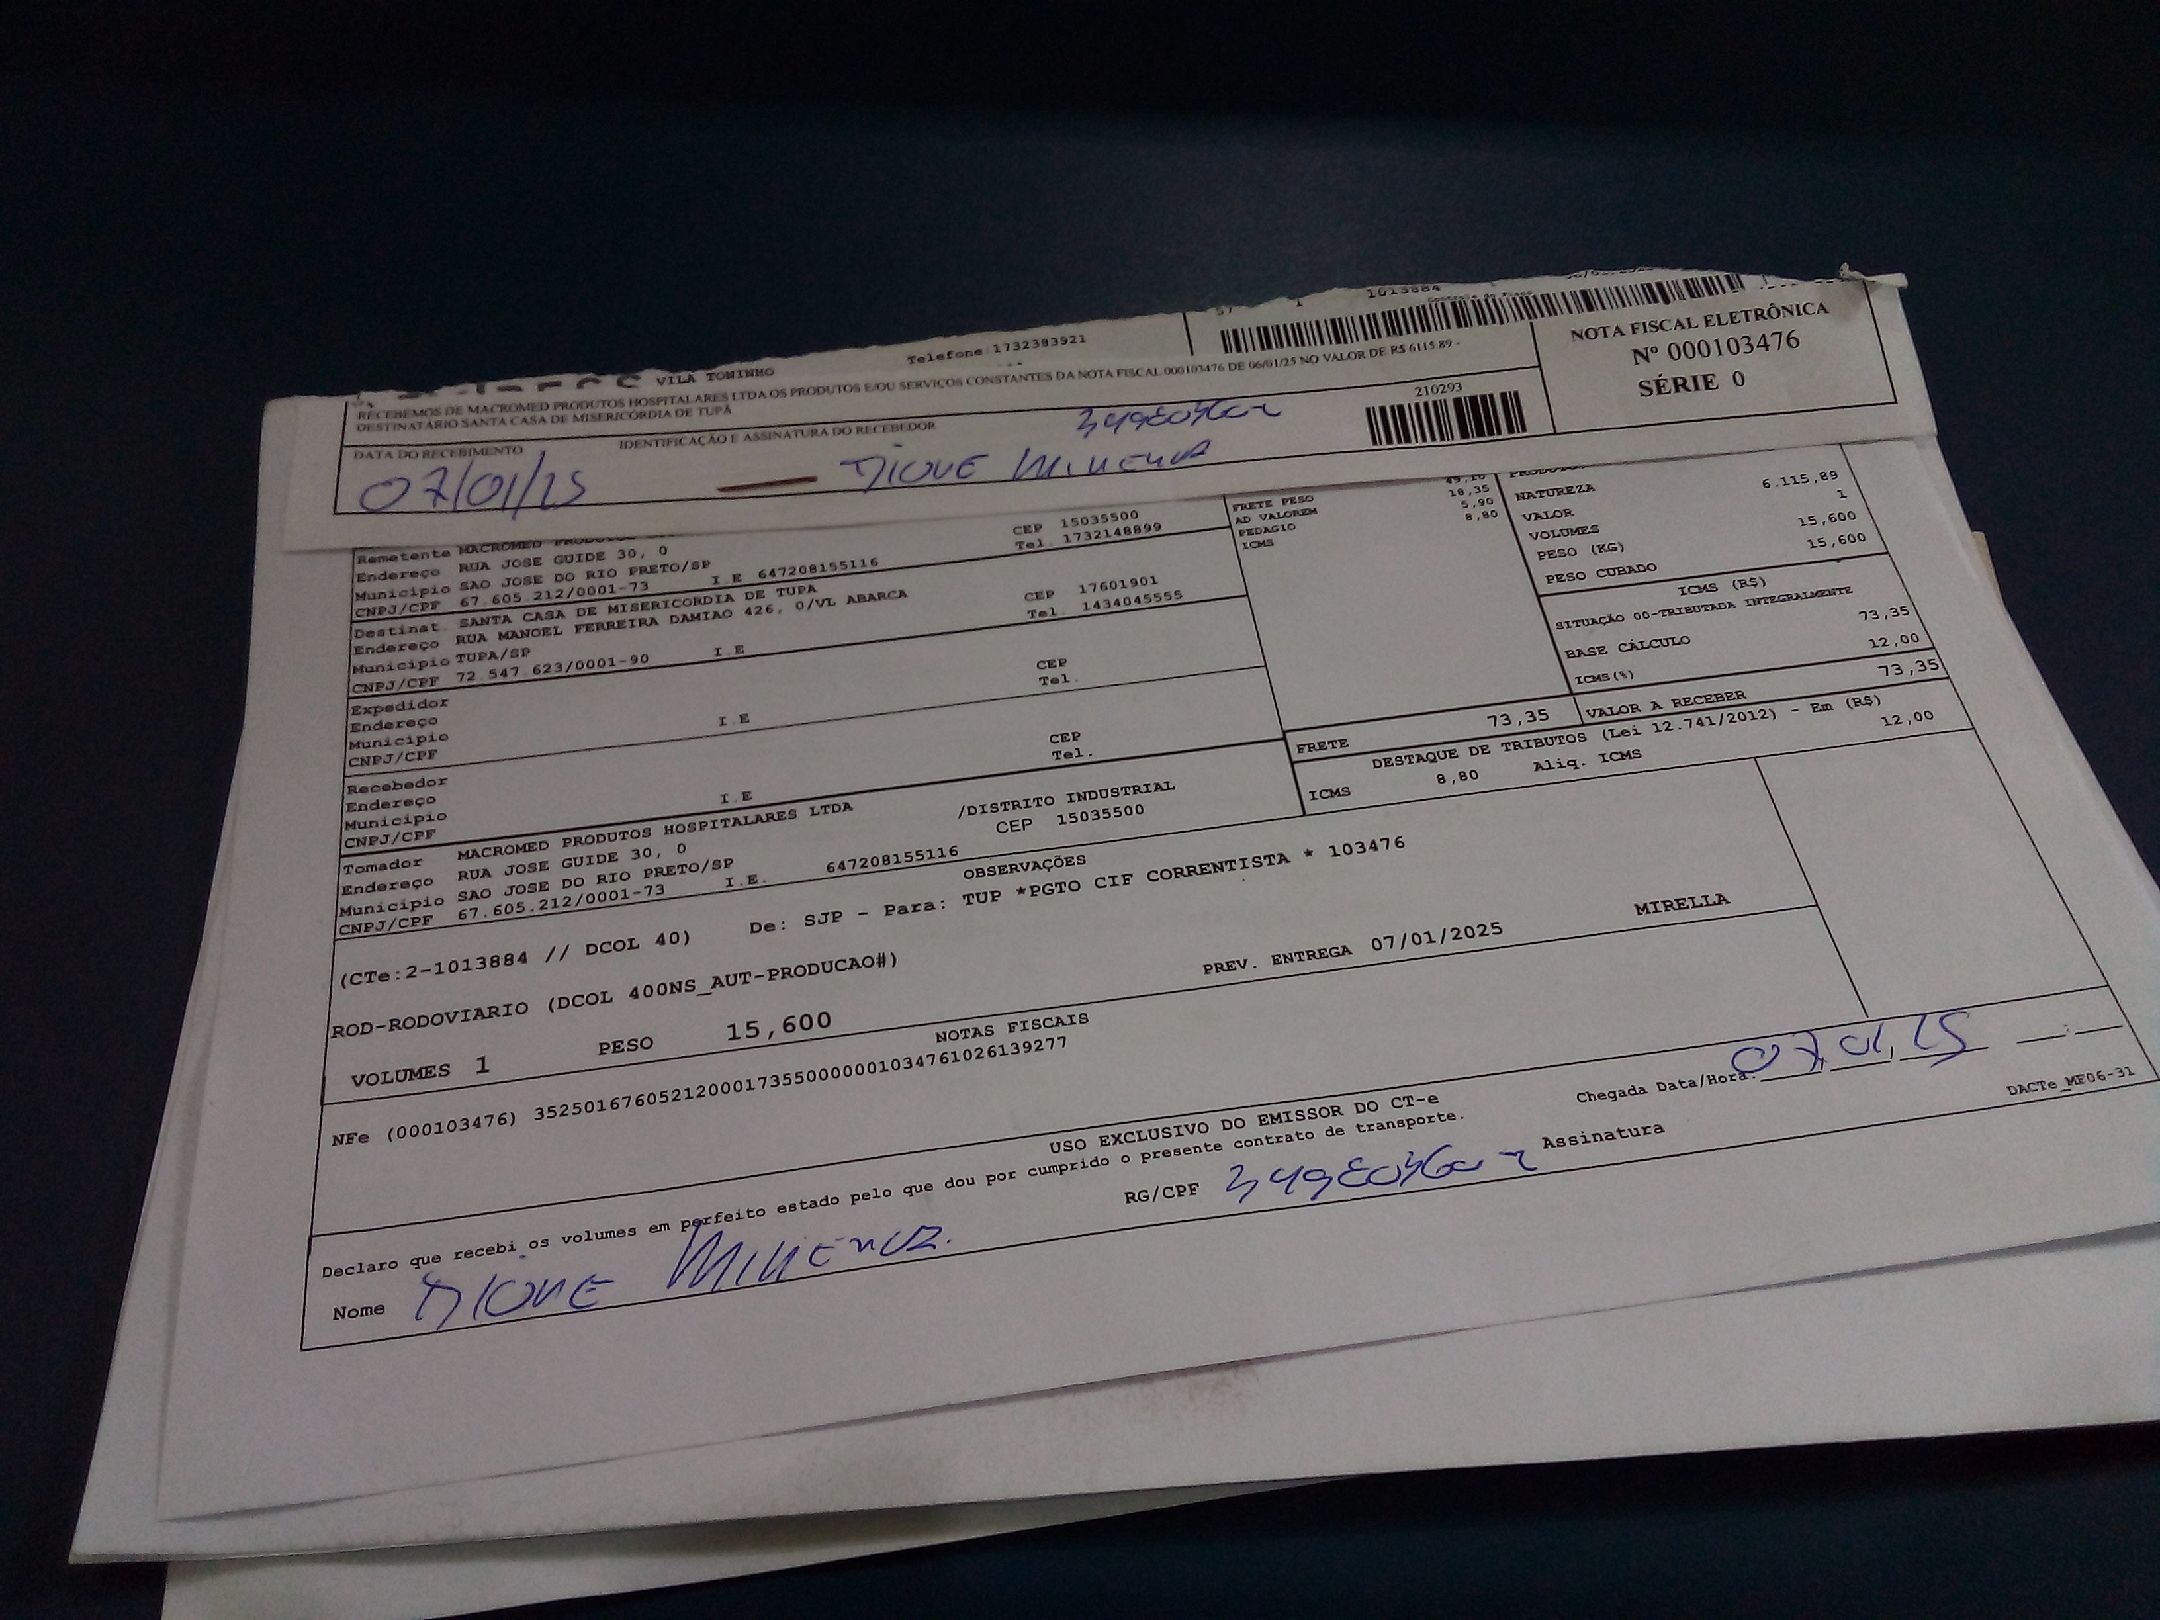 1013884
VILA TONINHO
Telefone:1732383921
RECEBEMOS DE MACROMED PRODUTOS HOSPITALARES LTDA OS PRODUTOS E/OU SERVIÇOS CONSTANTES DA NOTA FISCAL 000103476 DE 06/01/25 NO VALOR DE R$ 6115.89 -
DESTINATÁRIO SANTA CASA DE MISERICÓRDIA DE TUPÃ
NOTA FISCAL ELETRÔNICA
Nº 000103476
SÉRIE 0
DATA DO RECEBIMENTO
IDENTIFICAÇÃO E ASSINATURA DO RECEBEDOR
210293
07/01/25
Remetente MACROMED
CEP 15035500
Endereço RUA JOSE GUIDE 30, 0
Tel. 1732148899
Municipio SAO JOSE DO RIO PRETO/SP
CNPJ/CPF 67.605.212/0001-73 I.E 647208155116
Destinat. SANTA CASA DE MISERICORDIA DE TUPA
CEP 17601901
Endereço RUA MANOEL FERREIRA DAMIAO 426, 0/VL ABARCA
Tel. 1434045555
Municipio TUPA/SP
CNPJ/CPF 72.547.623/0001-90 I.E
Expedidor
CEP
Endereço
Tel.
Municipio
I.E
CNPJ/CPF
Recebedor
CEP
Endereço
Tel.
Municipio
I.E
CNPJ/CPF
Tomador MACROMED PRODUTOS HOSPITALARES LTDA
Endereço RUA JOSE GUIDE 30, 0 /DISTRITO INDUSTRIAL
Municipio SAO JOSE DO RIO PRETO/SP CEP 15035500
CNPJ/CPF 67.605.212/0001-73 I.E. 647208155116
FRETE PESO 49,10
AD VALOREM 18,35
PEDAGIO 5,90
ICMS 8,80
NATUREZA
VALOR 6.115,89
VOLUMES 1
PESO (KG) 15,600
PESO CUBADO 15,600
ICMS (R$)
SITUAÇÃO 00-TRIBUTADA INTEGRALMENTE
BASE CÁLCULO 73,35
ICMS(%) 12,00
FRETE 73,35
VALOR A RECEBER 73,35
DESTAQUE DE TRIBUTOS (Lei 12.741/2012) - Em (R$)
ICMS 8,80 Aliq. ICMS 12,00
OBSERVAÇÕES
(CTe:2-1013884 // DCOL 40) De: SJP - Para: TUP *PGTO CIF CORRENTISTA * 103476
ROD-RODOVIARIO (DCOL 400NS_AUT-PRODUCAO#)
PREV. ENTREGA 07/01/2025 MIRELLA
VOLUMES 1 PESO 15,600
NOTAS FISCAIS
NFe (000103476) 35250167605212000173550000001034761026139277
USO EXCLUSIVO DO EMISSOR DO CT-e
Declaro que recebi os volumes em perfeito estado pelo que dou por cumprido o presente contrato de transporte.
Chegada Data/Hora: 07,01,25
DACTe_MF06-31
Nome
RG/CPF
Assinatura